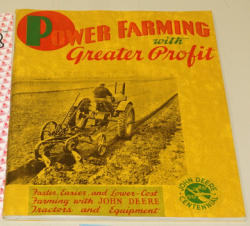 POWER FARMING
with
Greater Profit
Faster, Easier, and Lower-Cost
Farming with JOHN DEERE
Tractors and Equipment
JOHN DEERE
CENTENNIAL